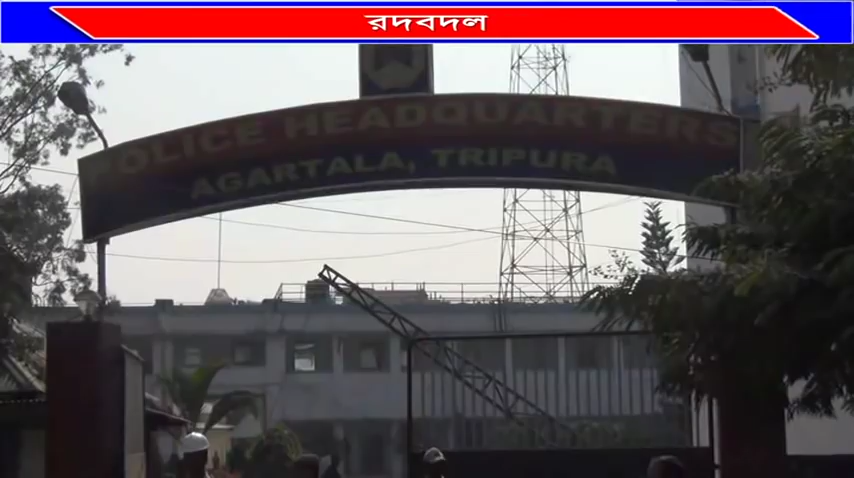 রদবদল
POLICE HEADQUARTERS
AGARTALA, TRIPURA